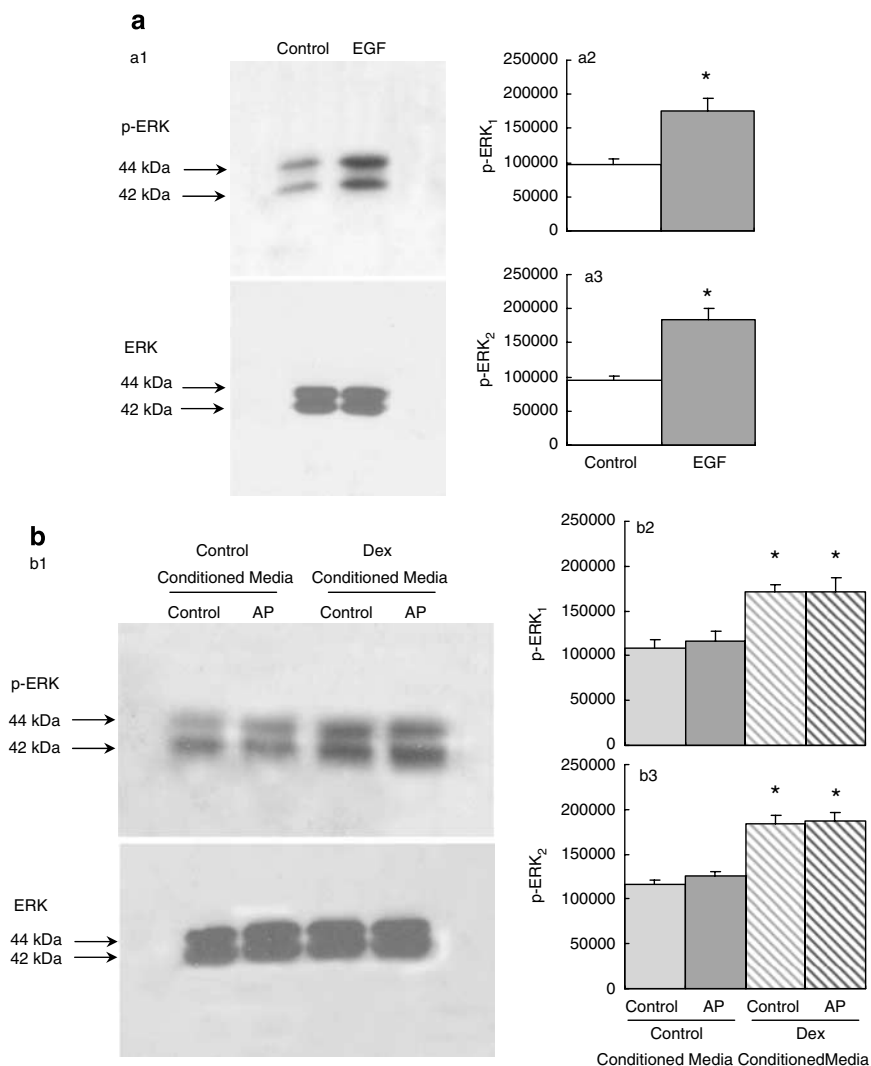 a
a1
Control EGF
p-ERK
44 kDa
42 kDa
ERK
44 kDa
42 kDa
a2
250000
200000
150000
100000
50000
0
p-ERK1
*
a3
250000
200000
150000
100000
50000
0
p-ERK2
*
Control EGF
b
b1
Control Dex
Conditioned Media Conditioned Media
Control AP Control AP
p-ERK
44 kDa
42 kDa
ERK
44 kDa
42 kDa
b2
250000
200000
150000
100000
50000
0
p-ERK1
* *
b3
250000
200000
150000
100000
50000
0
p-ERK2
* *
Control AP Control AP
Control Dex
Conditioned Media ConditionedMedia